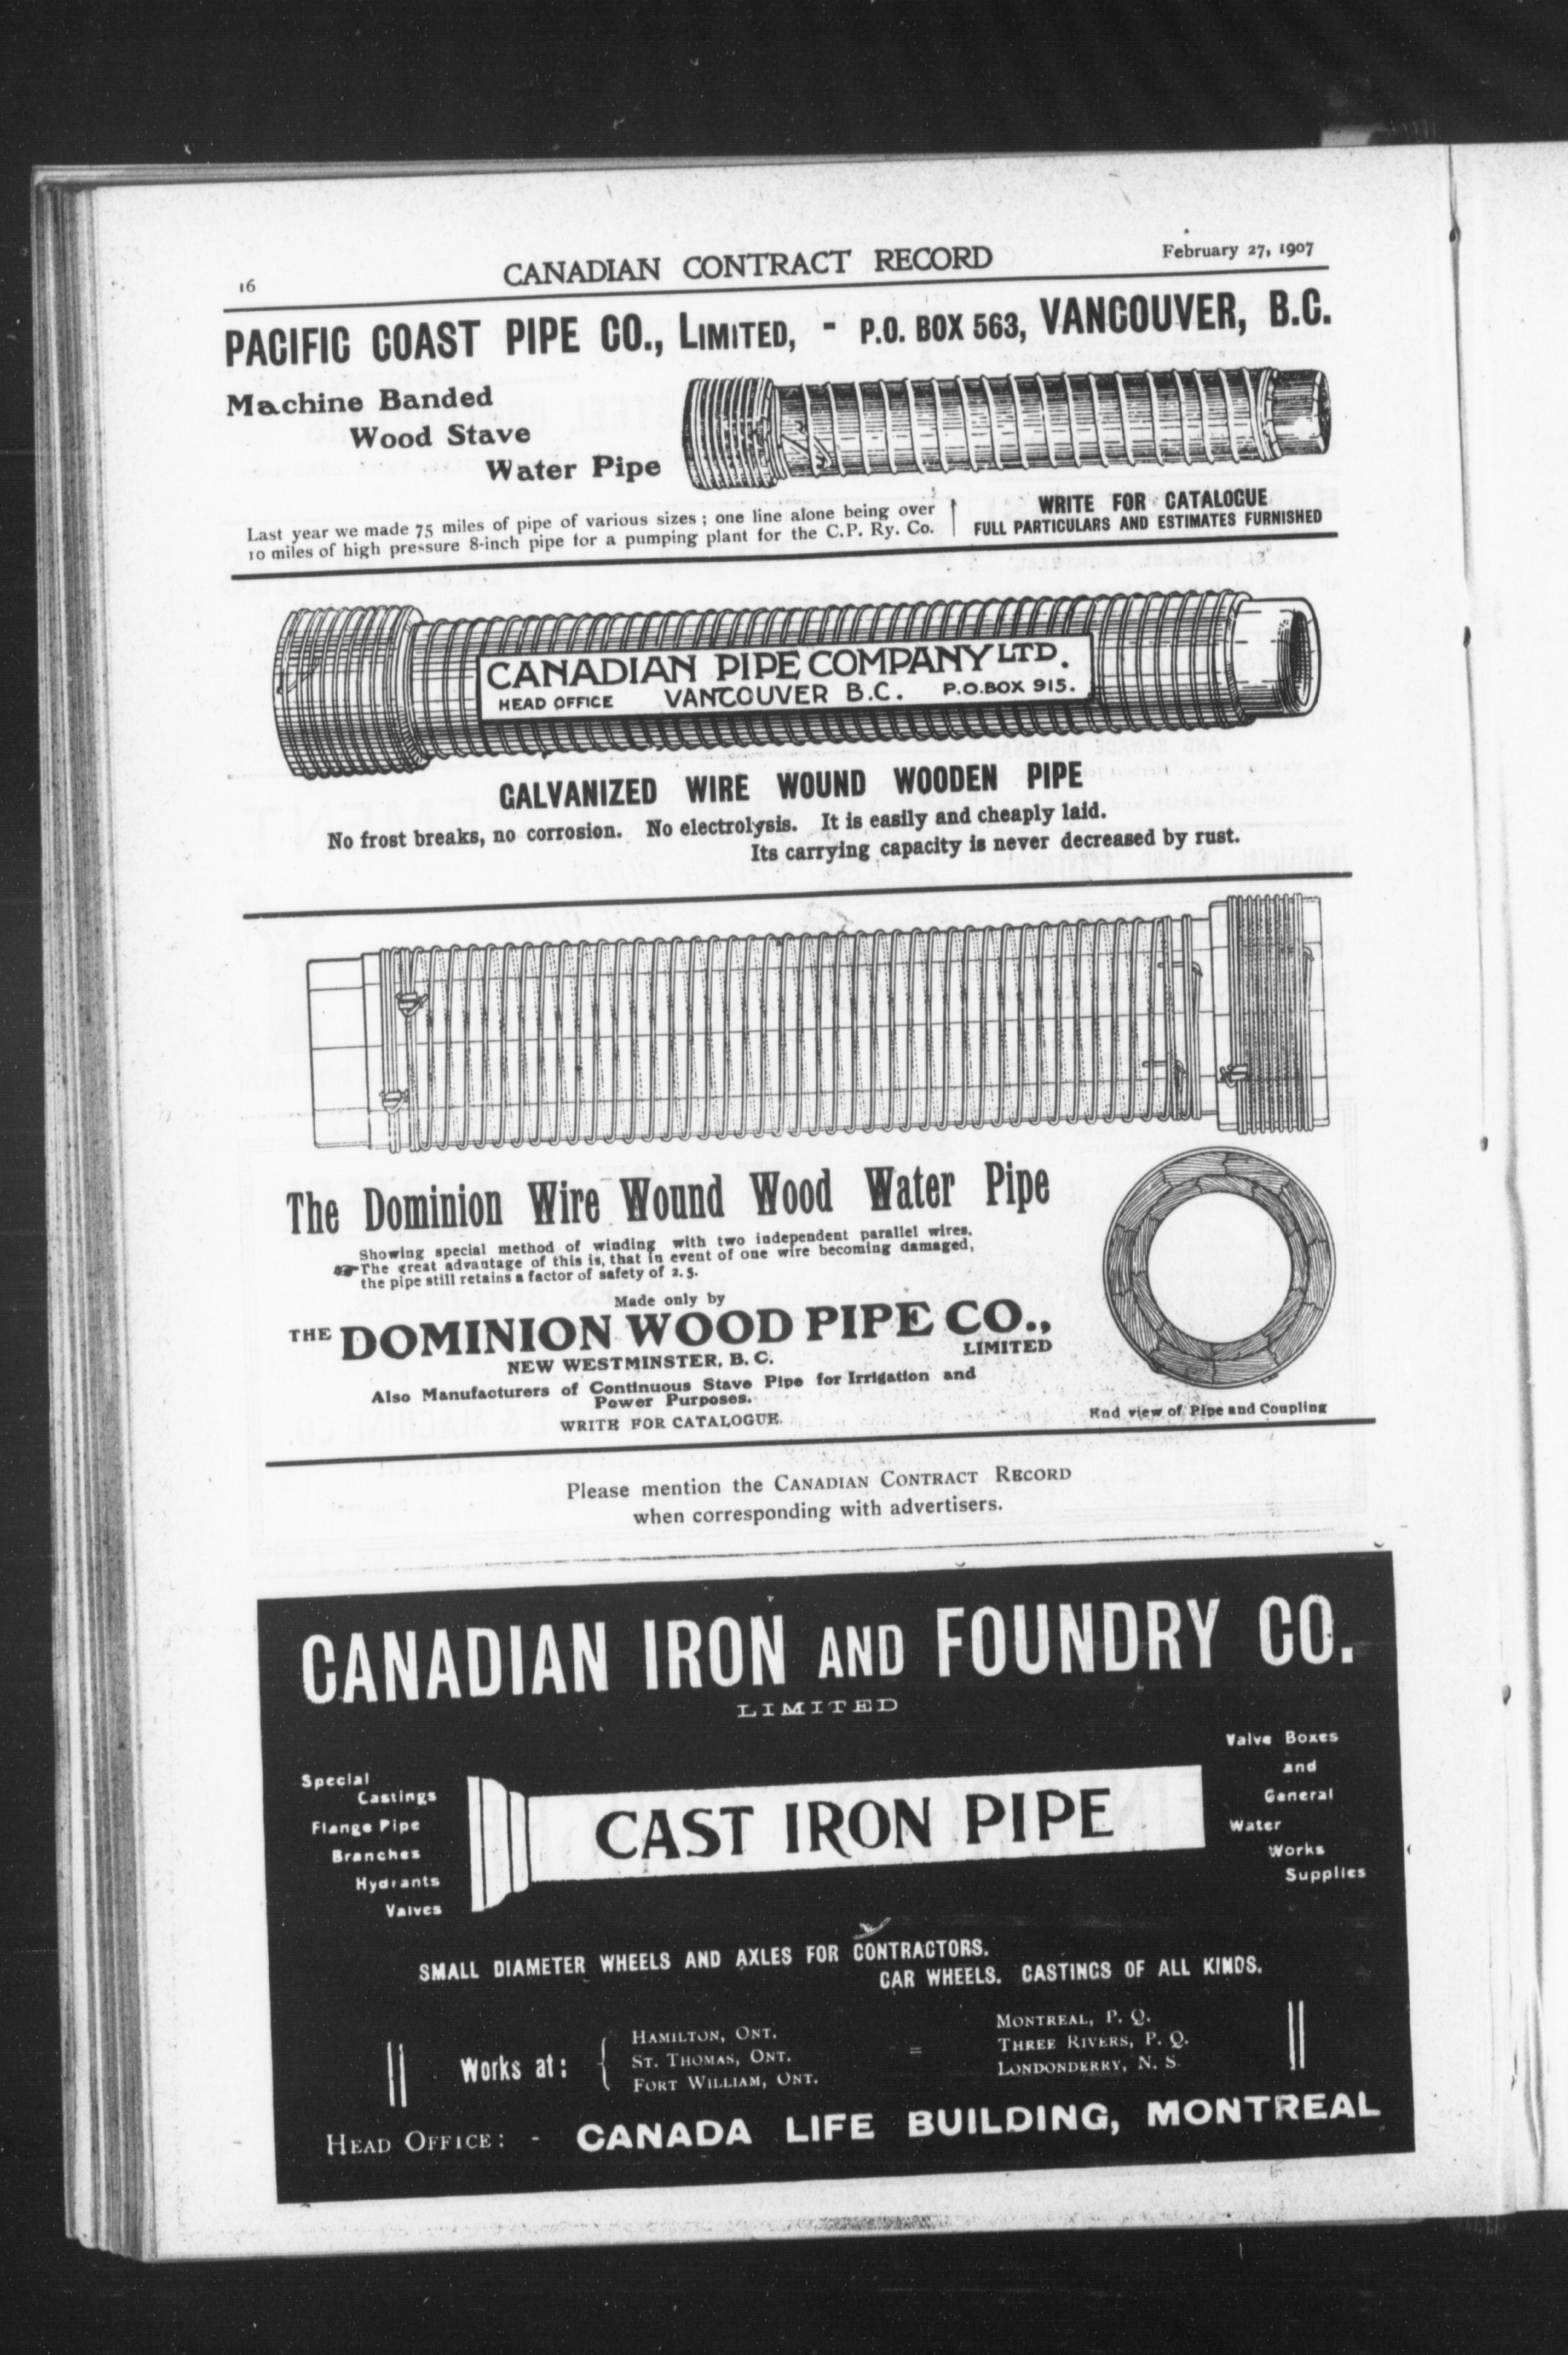 16
CANADIAN CONTRACT RECORD
February 27, 1907
PACIFIC COAST PIPE CO., LIMITED, - P.O. BOX 563, VANCOUVER, B.C.
Machine Banded
Wood Stave
Water Pipe
Last year we made 75 miles of pipe of various sizes ; one line alone being over
10 miles of high pressure 8-inch pipe for a pumping plant for the C.P. Ry. Co.
WRITE FOR CATALOGUE
FULL PARTICULARS AND ESTIMATES FURNISHED
CANADIAN PIPE COMPANY LTD.
HEAD OFFICE VANCOUVER B.C. P.O.BOX 915.
GALVANIZED WIRE WOUND WOODEN PIPE
No frost breaks, no corrosion. No electrolysis. It is easily and cheaply laid.
Its carrying capacity is never decreased by rust.
The Dominion Wire Wound Wood Water Pipe
Showing special method of winding with two independent parallel wires.
☞The great advantage of this is, that in event of one wire becoming damaged,
the pipe still retains a factor of safety of 2.5.
Made only by
THE DOMINION WOOD PIPE CO.,
LIMITED
NEW WESTMINSTER, B. C.
Also Manufacturers of Continuous Stave Pipe for Irrigation and
Power Purposes.
WRITE FOR CATALOGUE.
End view of Pipe and Coupling
Please mention the CANADIAN CONTRACT RECORD
when corresponding with advertisers.
CANADIAN IRON AND FOUNDRY CO.
LIMITED
Special
Castings
Flange Pipe
Branches
Hydrants
Valves
CAST IRON PIPE
Valve Boxes
and
General
Water
Works
Supplies
SMALL DIAMETER WHEELS AND AXLES FOR CONTRACTORS.
CAR WHEELS. CASTINGS OF ALL KINDS.
Works at:
HAMILTON, ONT.
ST. THOMAS, ONT.
FORT WILLIAM, ONT.
=
MONTREAL, P. Q.
THREE RIVERS, P. Q.
LONDONDERRY, N. S.
HEAD OFFICE: - CANADA LIFE BUILDING, MONTREAL